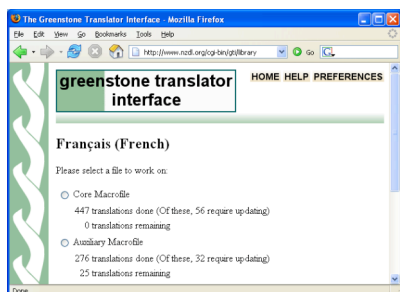 The Greenstone Translator Interface - Mozilla Firefox
File Edit View Go Bookmarks Tools Help
http://www.nzdl.org/cgi-bin/gti/library Go
greenstone translator
interface
HOME HELP PREFERENCES
Français (French)
Please select a file to work on:
Core Macrofile
447 translations done (Of these, 56 require updating)
0 translations remaining
Auxiliary Macrofile
276 translations done (Of these, 32 require updating)
25 translations remaining
Done